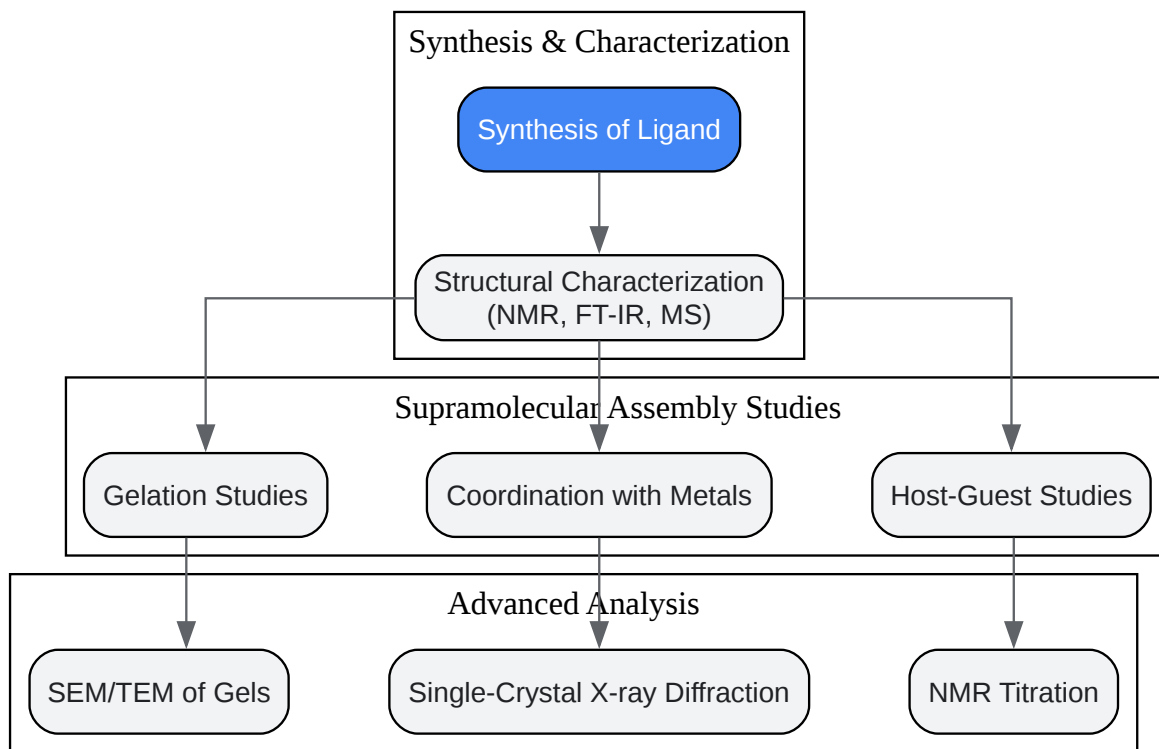 Synthesis & Characterization
Synthesis of Ligand
Structural Characterization
(NMR, FT-IR, MS)
Supramolecular Assembly Studies
Gelation Studies
Coordination with Metals
Host-Guest Studies
Advanced Analysis
SEM/TEM of Gels
Single-Crystal X-ray Diffraction
NMR Titration